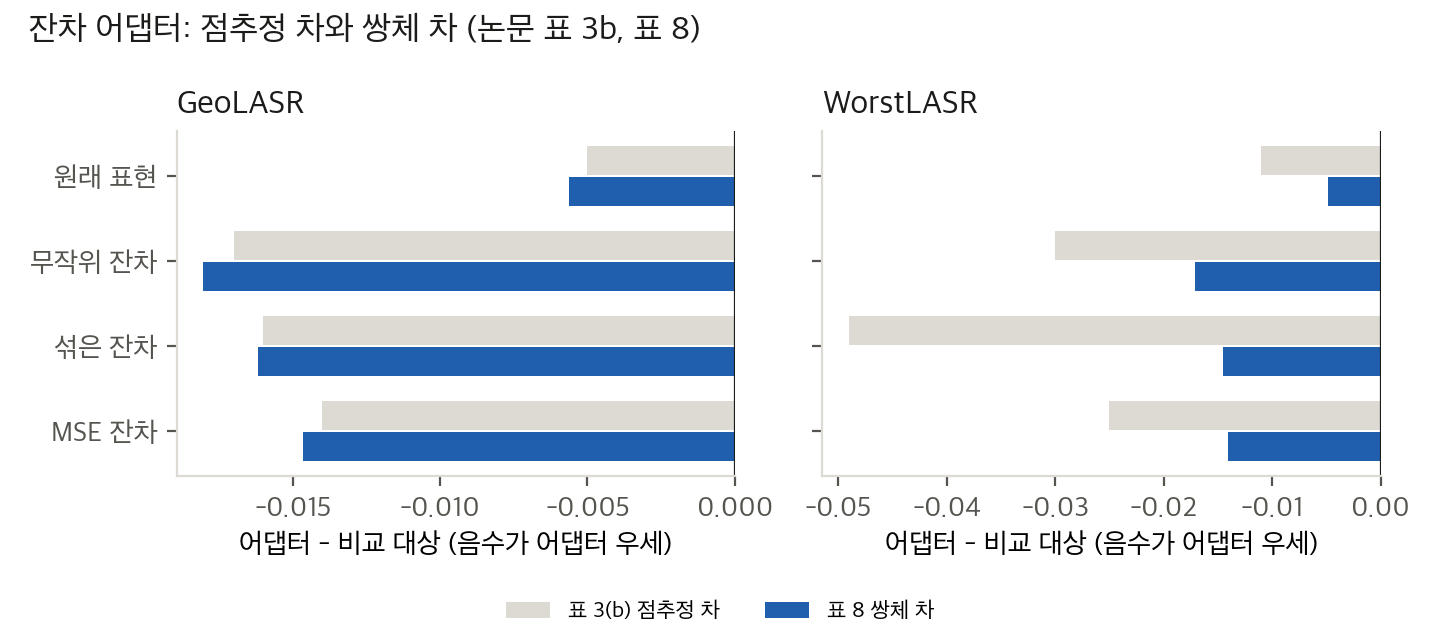 잔차 어댑터: 점추정 차와 쌍체 차 (논문 표 3b, 표 8)
GeoLASR
WorstLASR
원래 표현
무작위 잔차
섞은 잔차
MSE 잔차
-0.015 -0.010 -0.005 0.000
-0.05 -0.04 -0.03 -0.02 -0.01 0.00
어댑터 - 비교 대상 (음수가 어댑터 우세)
어댑터 - 비교 대상 (음수가 어댑터 우세)
표 3(b) 점추정 차
표 8 쌍체 차